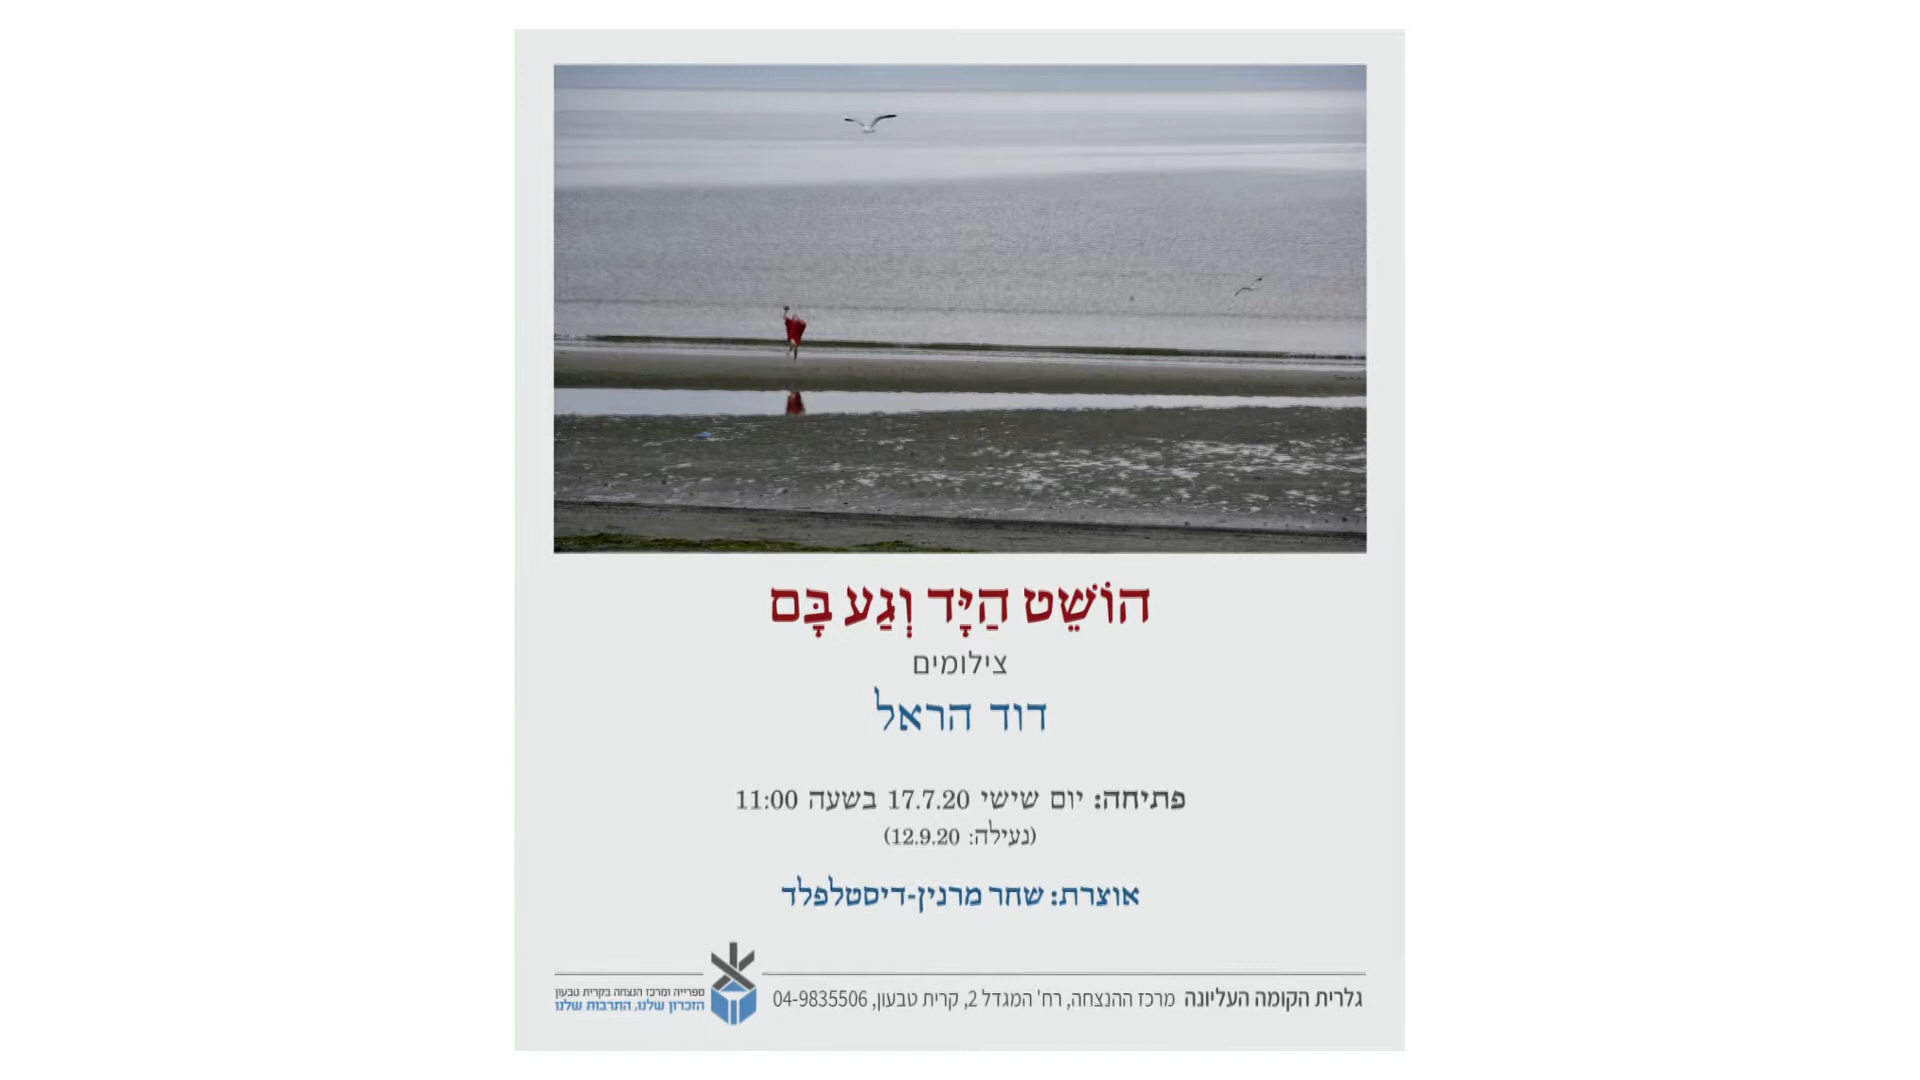 הוֹשֵׁט הַיָּד וְגַע בָּם
צילומים
דוד הראל
פתיחה: יום שישי 17.7.20 בשעה 11:00
(נעילה: 12.9.20)
אוצרת: שחר מרנין-דיסטלפלד
גלרית הקומה העליונה מרכז ההנצחה, רח' המגדל 2, קרית טבעון, 04-9835506
ספרייה ומרכז הנצחה בקרית טבעון
הזכרון שלנו, התרבות שלנו